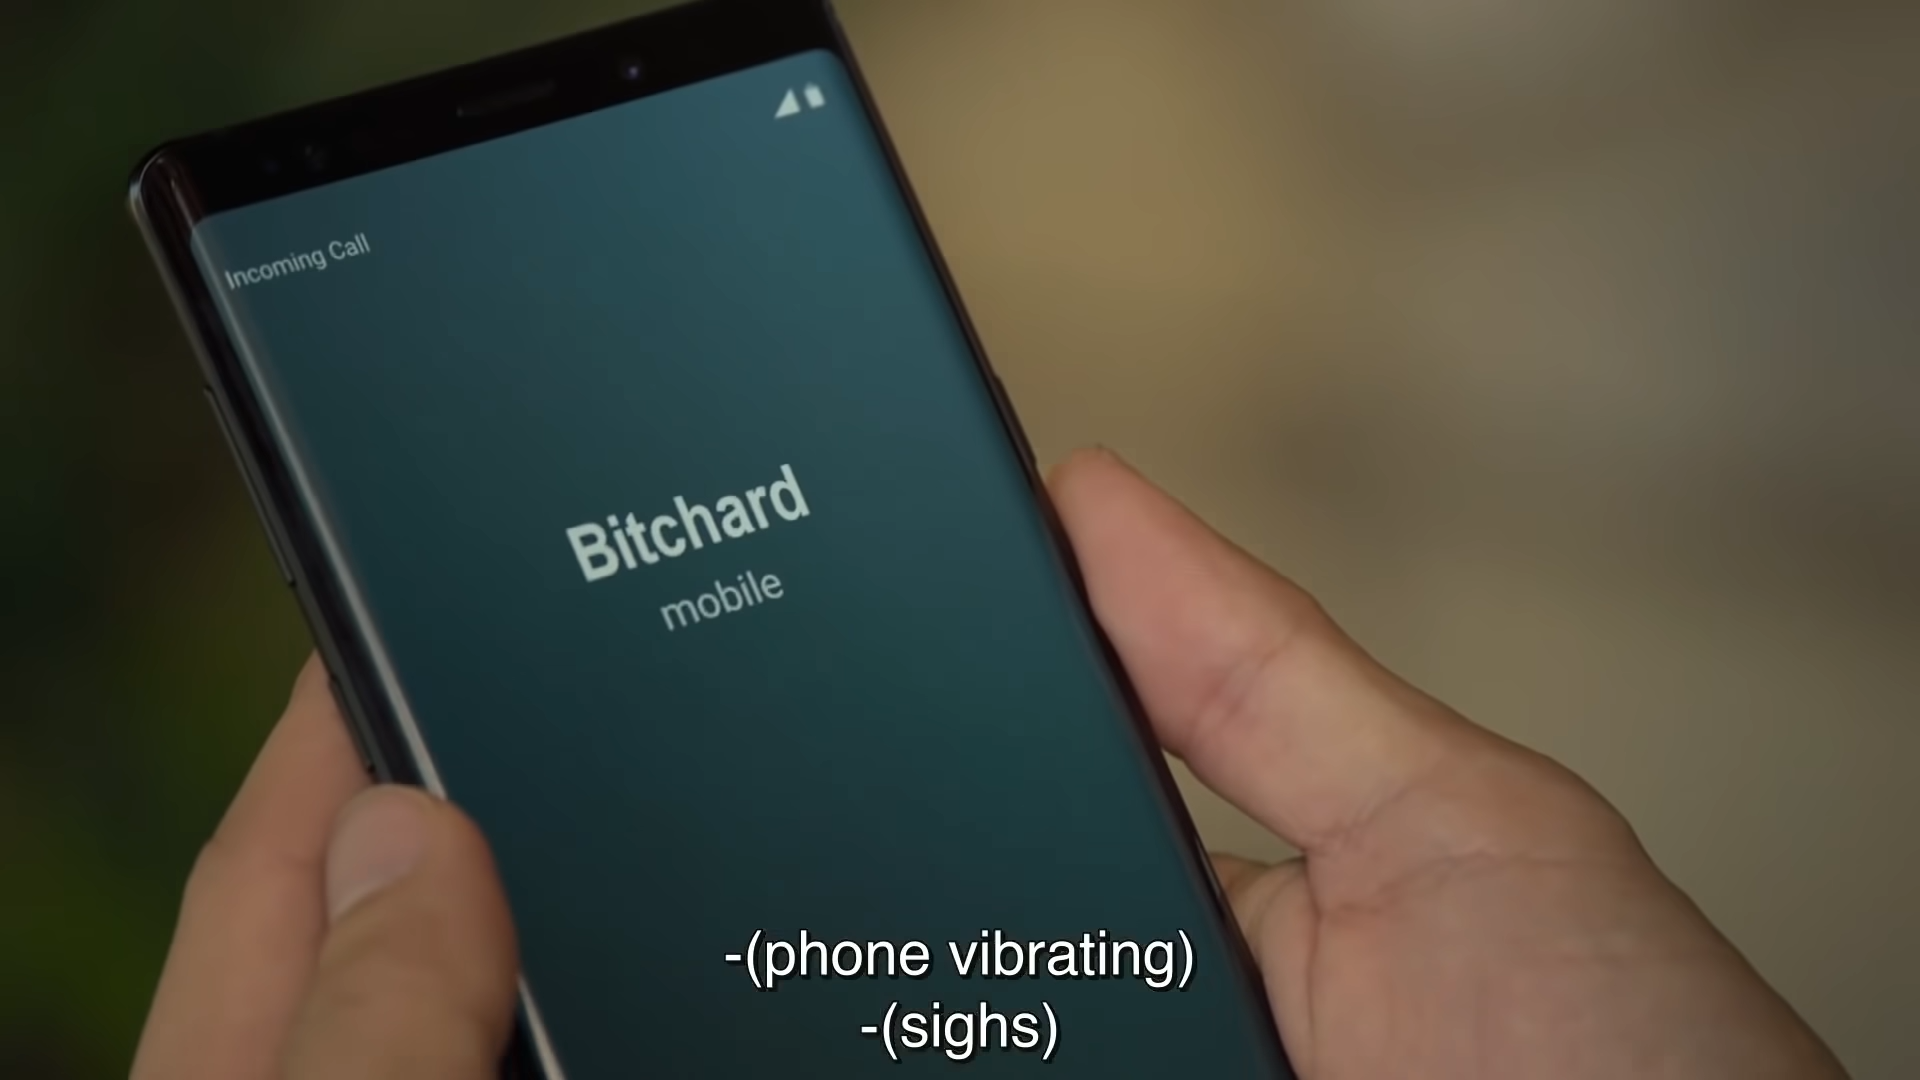 Incoming Call
Bitchard
mobile
-(phone vibrating)
-(sighs)